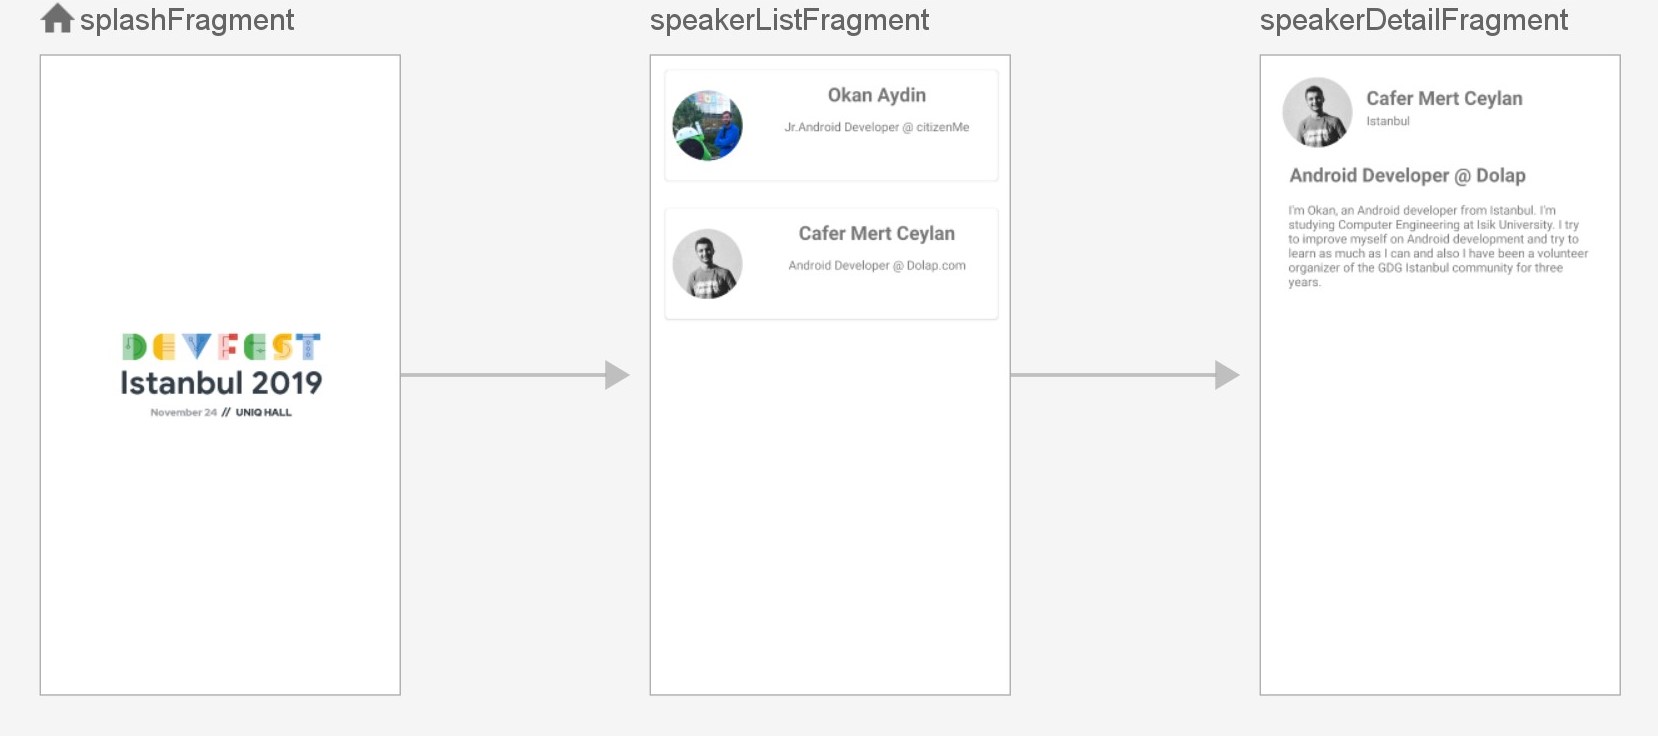 splashFragment
DEVFEST
Istanbul 2019
November 24 // UNIQ HALL
speakerListFragment
Okan Aydin
Jr.Android Developer @ citizenMe
Cafer Mert Ceylan
Android Developer @ Dolap.com
speakerDetailFragment
Cafer Mert Ceylan
Istanbul
Android Developer @ Dolap
I'm Okan, an Android developer from Istanbul. I'm
studying Computer Engineering at Isik University. I try
to improve myself on Android development and try to
learn as much as I can and also I have been a volunteer
organizer of the GDG Istanbul community for three
years.